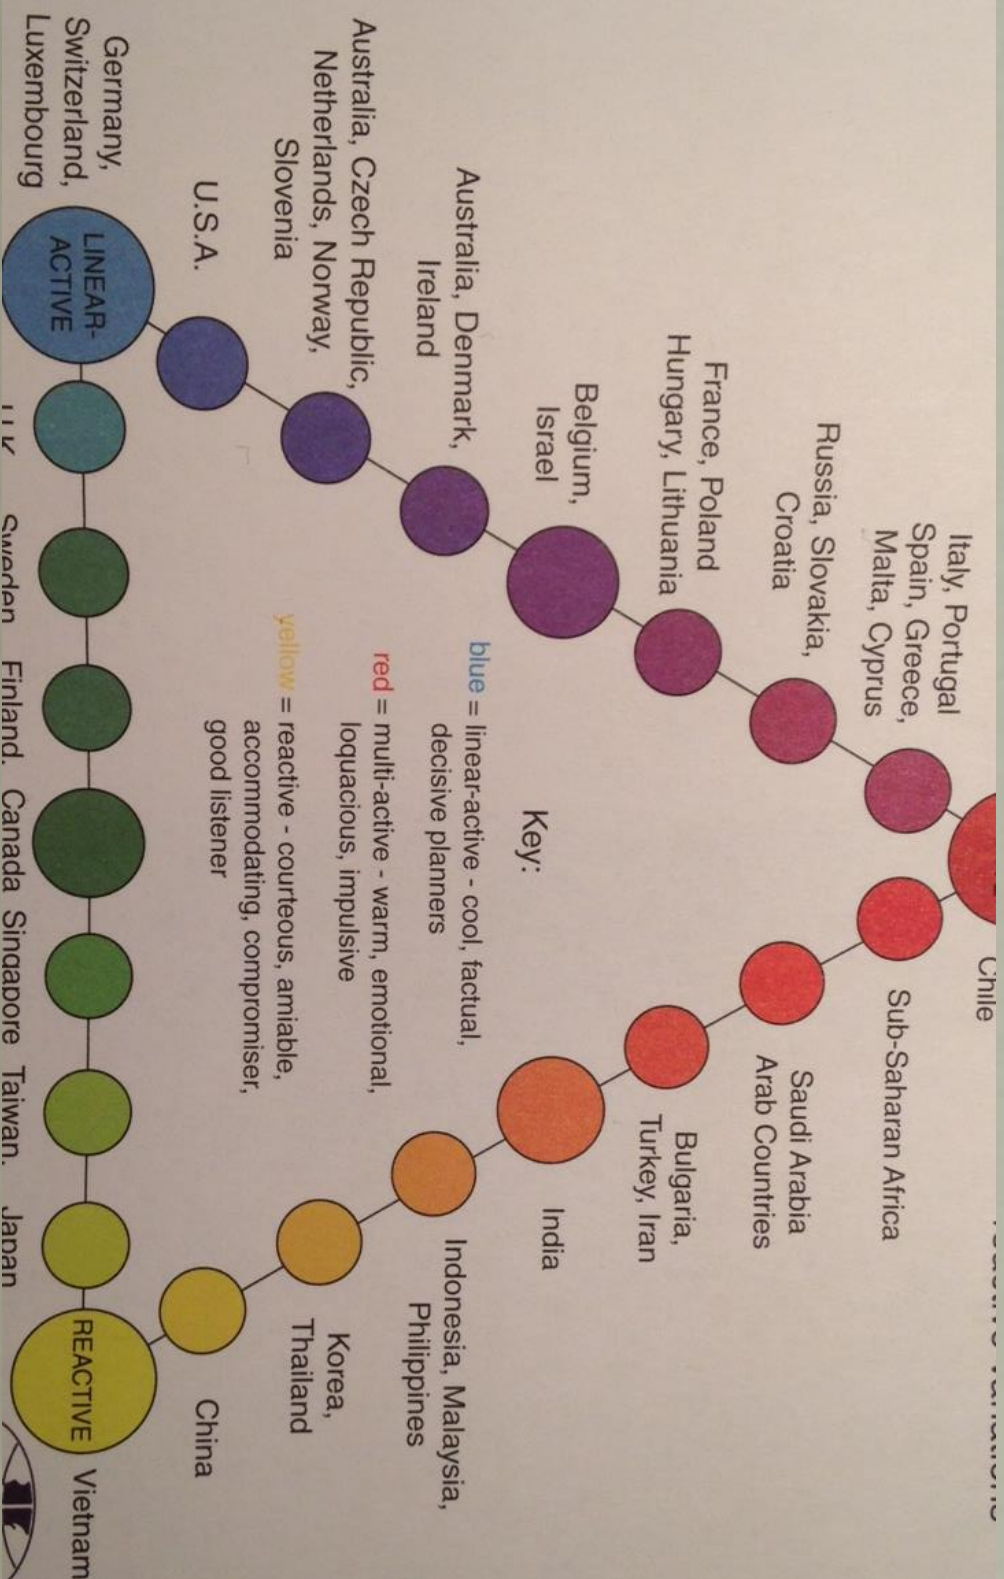 Chile
Italy, Portugal
Spain, Greece,
Malta, Cyprus
Sub-Saharan Africa
Russia, Slovakia,
Croatia
Saudi Arabia
Arab Countries
France, Poland
Hungary, Lithuania
Bulgaria,
Turkey, Iran
Belgium,
Israel
India
Key:
blue = linear-active - cool, factual,
decisive planners
red = multi-active - warm, emotional,
loquacious, impulsive
yellow = reactive - courteous, amiable,
accommodating, compromiser,
good listener
Australia, Denmark,
Ireland
Indonesia, Malaysia,
Philippines
Australia, Czech Republic,
Netherlands, Norway,
Slovenia
Korea,
Thailand
U.S.A.
China
Germany,
Switzerland,
Luxembourg
LINEAR-
ACTIVE
REACTIVE
Vietnam
Sweden Finland. Canada Singapore Taiwan. Japan